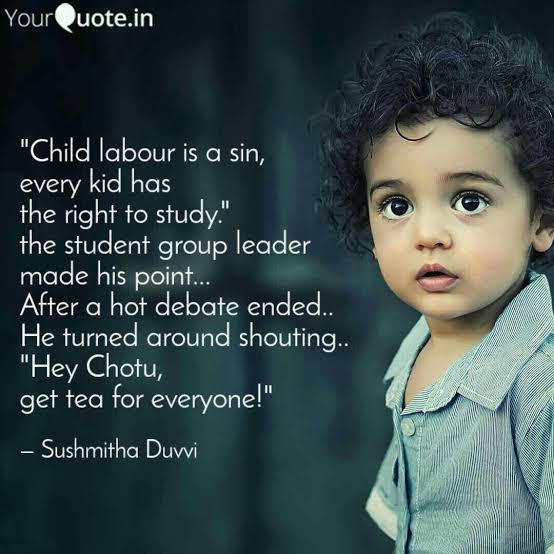 YourQuote.in
"Child labour is a sin,
every kid has
the right to study."
the student group leader
made his point...
After a hot debate ended..
He turned around shouting..
"Hey Chotu,
get tea for everyone!"
– Sushmitha Duvvi